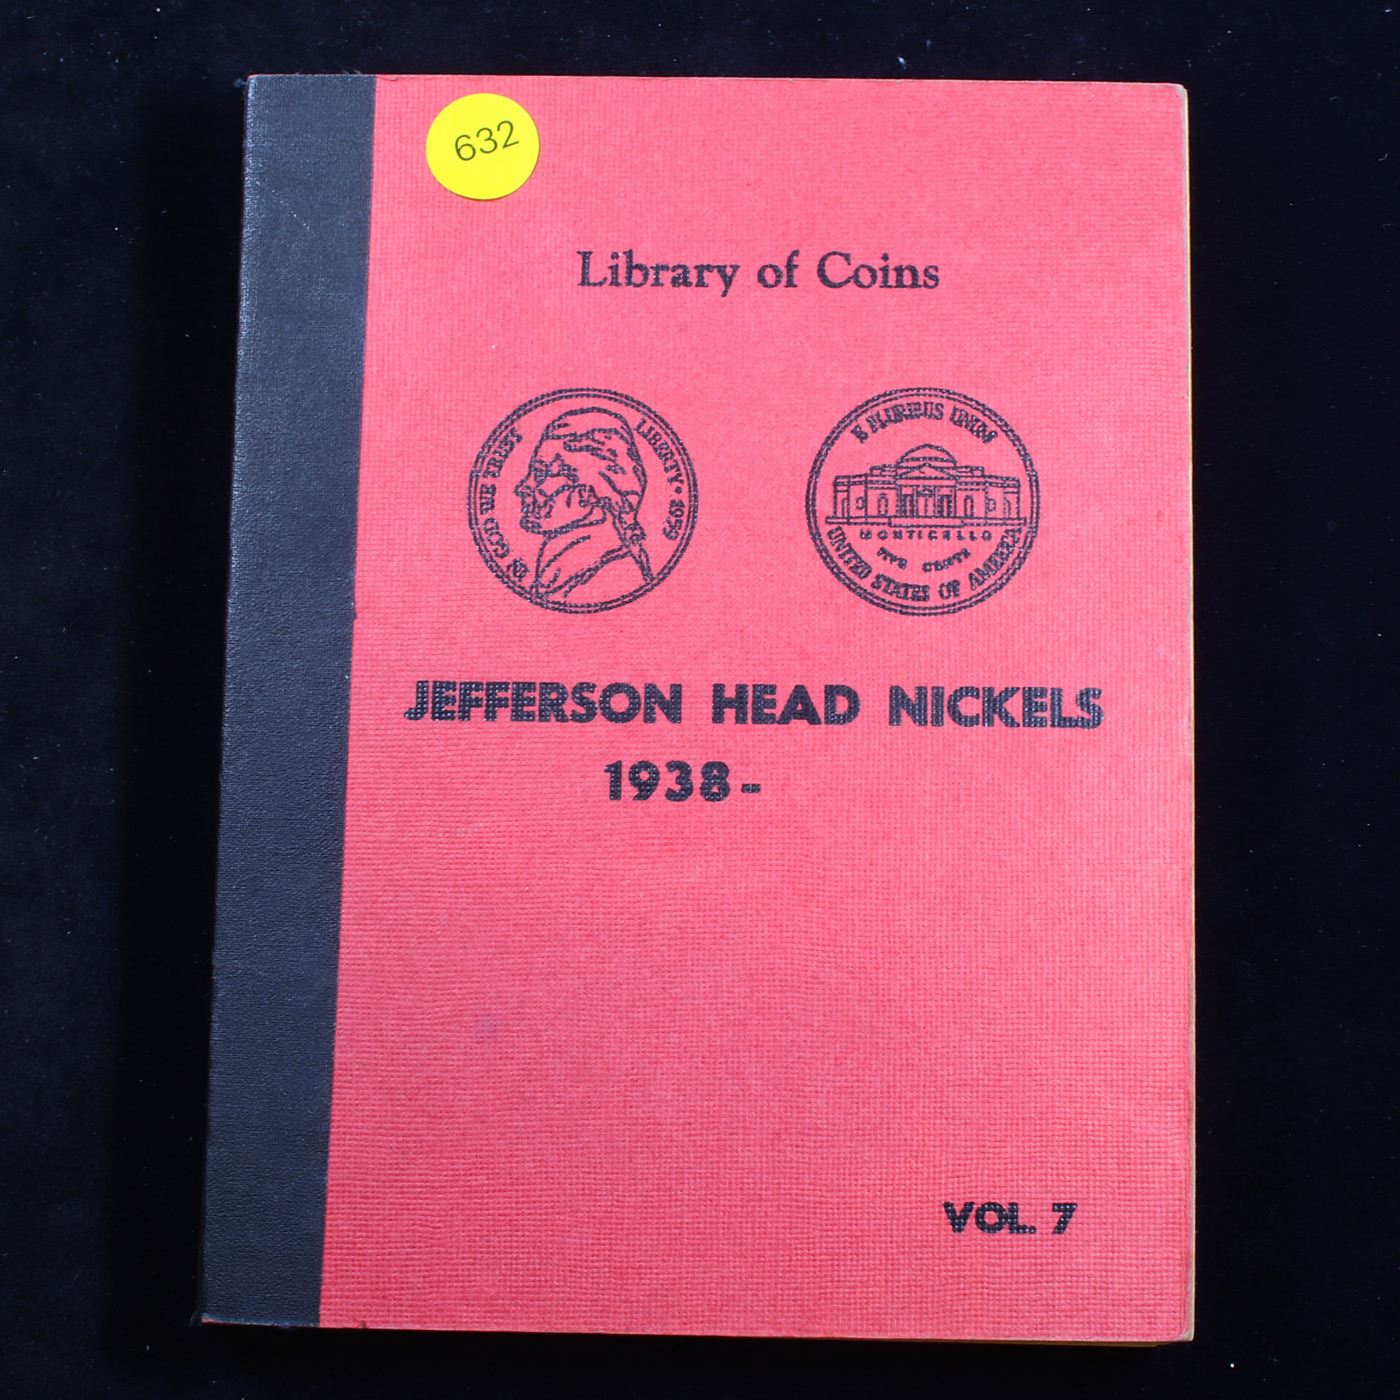 632
Library of Coins
IN GOD WE TRUST
LIBERTY • 19
E PLURIBUS UNUM
MONTICELLO
FIVE CENTS
UNITED STATES OF AMERICA
JEFFERSON HEAD NICKELS
1938-
VOL. 7